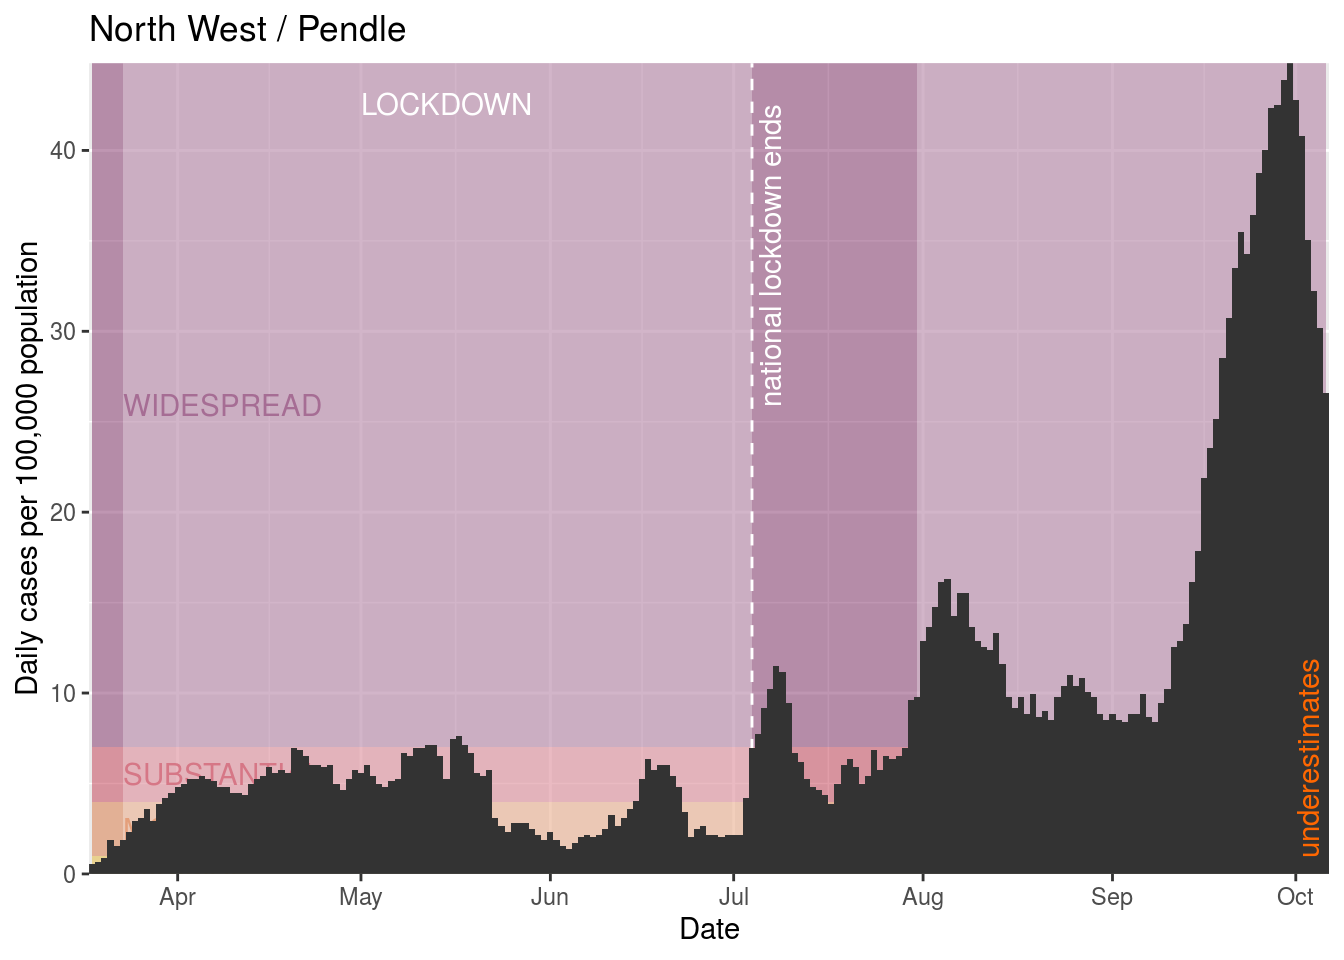 North West / Pendle
LOCKDOWN
national lockdown ends
WIDESPREAD
SUBSTANTI
underestimates
Daily cases per 100,000 population
40
30
20
10
0
Apr
May
Jun
Jul
Aug
Sep
Oct
Date